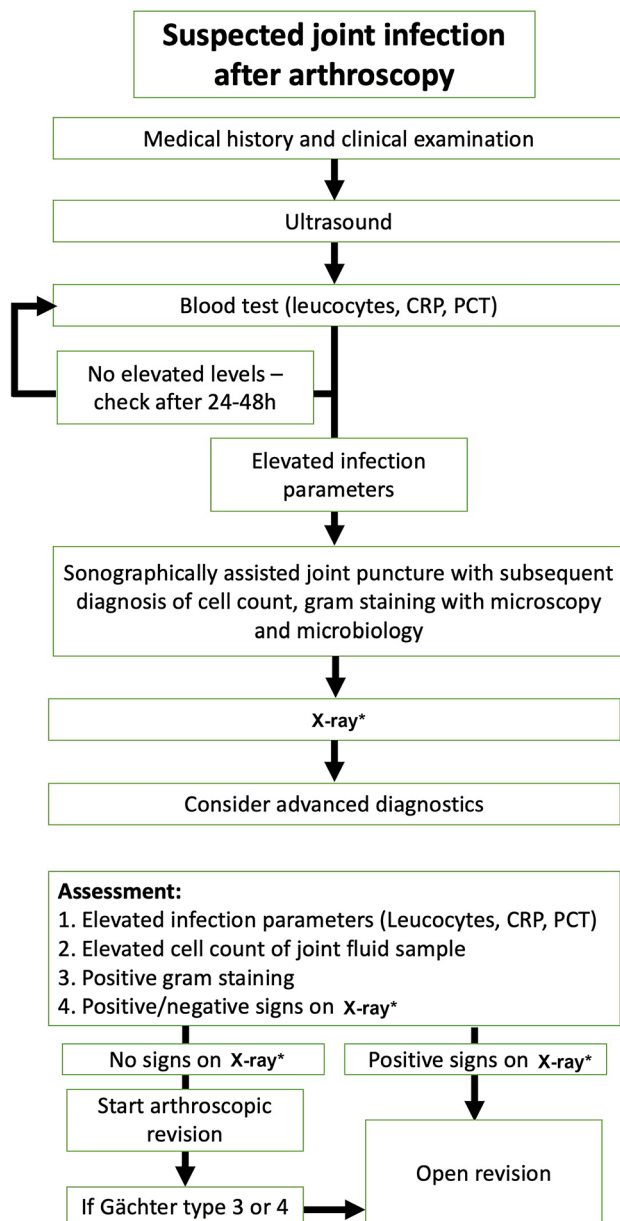 Suspected joint infection
after arthroscopy
Medical history and clinical examination
Ultrasound
Blood test (leucocytes, CRP, PCT)
No elevated levels –
check after 24-48h
Elevated infection
parameters
Sonographically assisted joint puncture with subsequent
diagnosis of cell count, gram staining with microscopy
and microbiology
X-ray*
Consider advanced diagnostics
Assessment:
1. Elevated infection parameters (Leucocytes, CRP, PCT)
2. Elevated cell count of joint fluid sample
3. Positive gram staining
4. Positive/negative signs on X-ray*
No signs on X-ray*
Positive signs on X-ray*
Start arthroscopic
revision
Open revision
If Gächter type 3 or 4